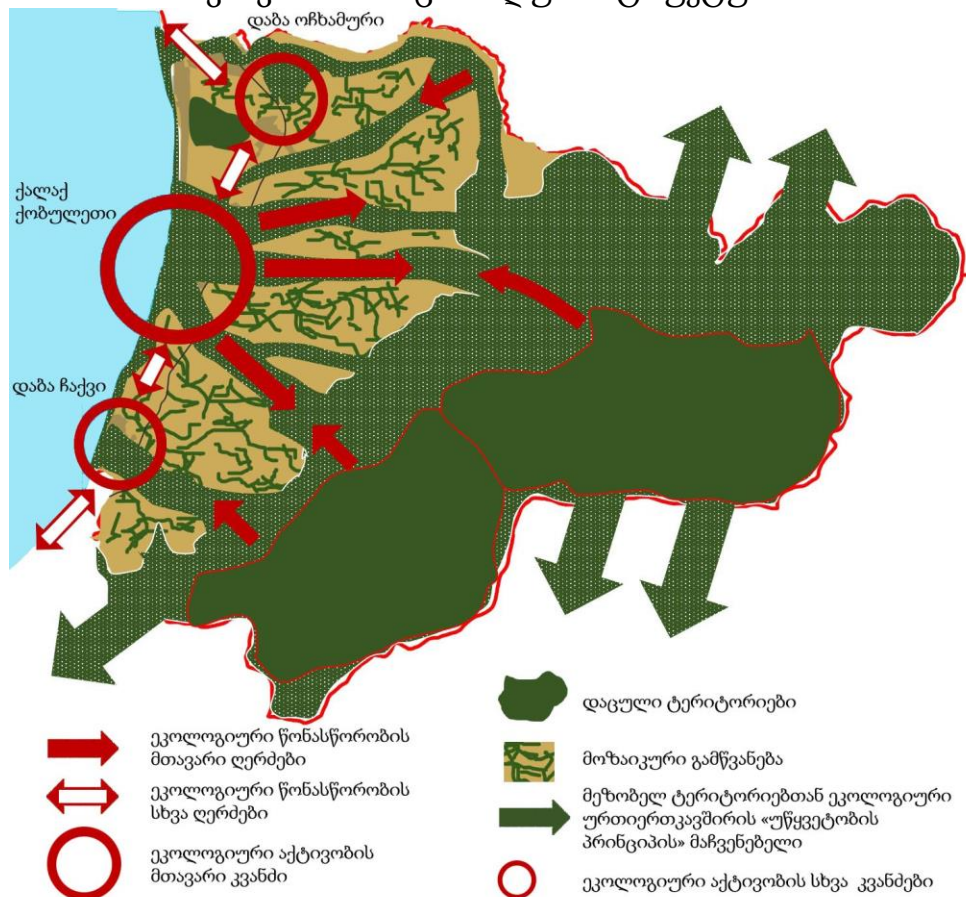 დაბა ოჩხამური
ქალაქ
ქობულეთი
დაბა ჩაქვი
ეკოლოგიური წონასწორობის
მთავარი ღერძები
ეკოლოგიური წონასწორობის
სხვა ღერძები
ეკოლოგიური აქტივობის
მთავარი კვანძი
დაცული ტერიტორიები
მოზაიკური გამწვანება
მეზობელ ტერიტორიებთან ეკოლოგიური
ურთიერთკავშირის «უწყვეტობის
პრინციპის» მაჩვენებელი
ეკოლოგიური აქტივობის სხვა კვანძები